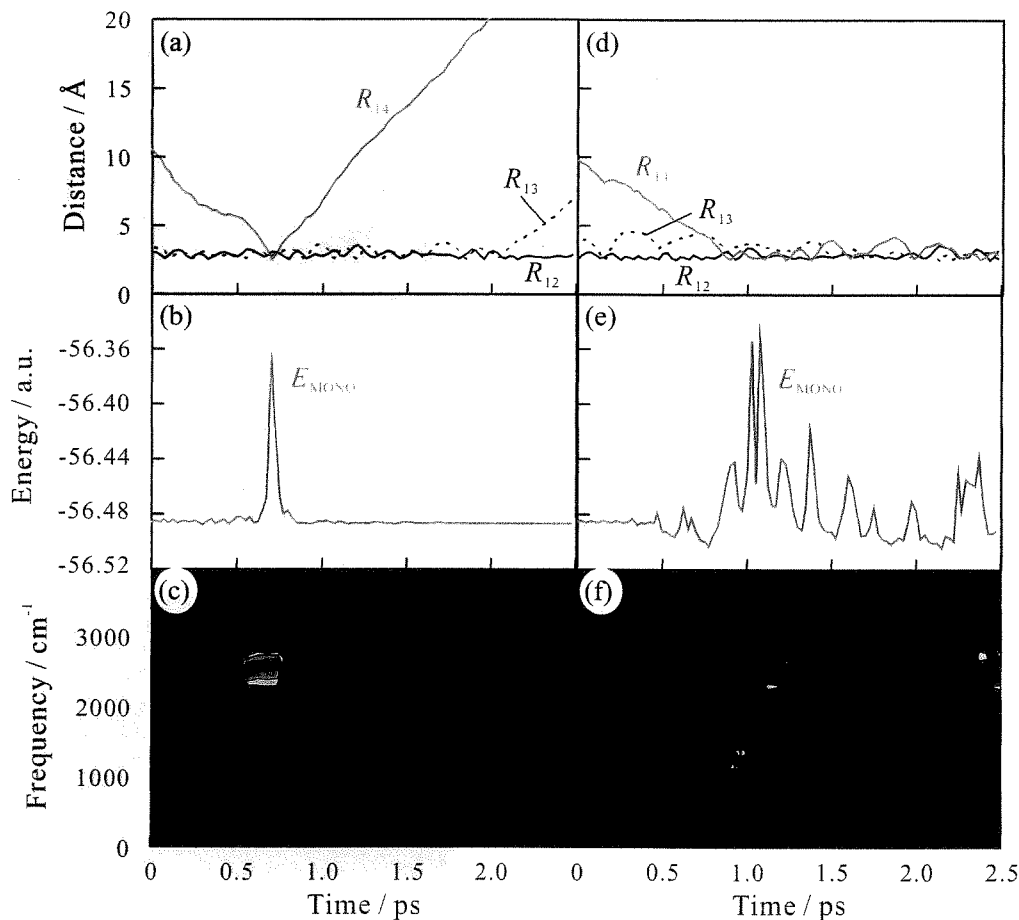 (a)
(d)
20
15
10
5
0
Distance / Å
R14
R13
R12
R14
R13
R12
(b)
(e)
-56.36
-56.40
-56.44
-56.48
-56.52
Energy / a.u.
EMONO
EMONO
(c)
(f)
3000
2000
1000
0
Frequency / cm-1
0 0.5 1.0 1.5 2.0 0 0.5 1.0 1.5 2.0 2.5
Time / ps
Time / ps